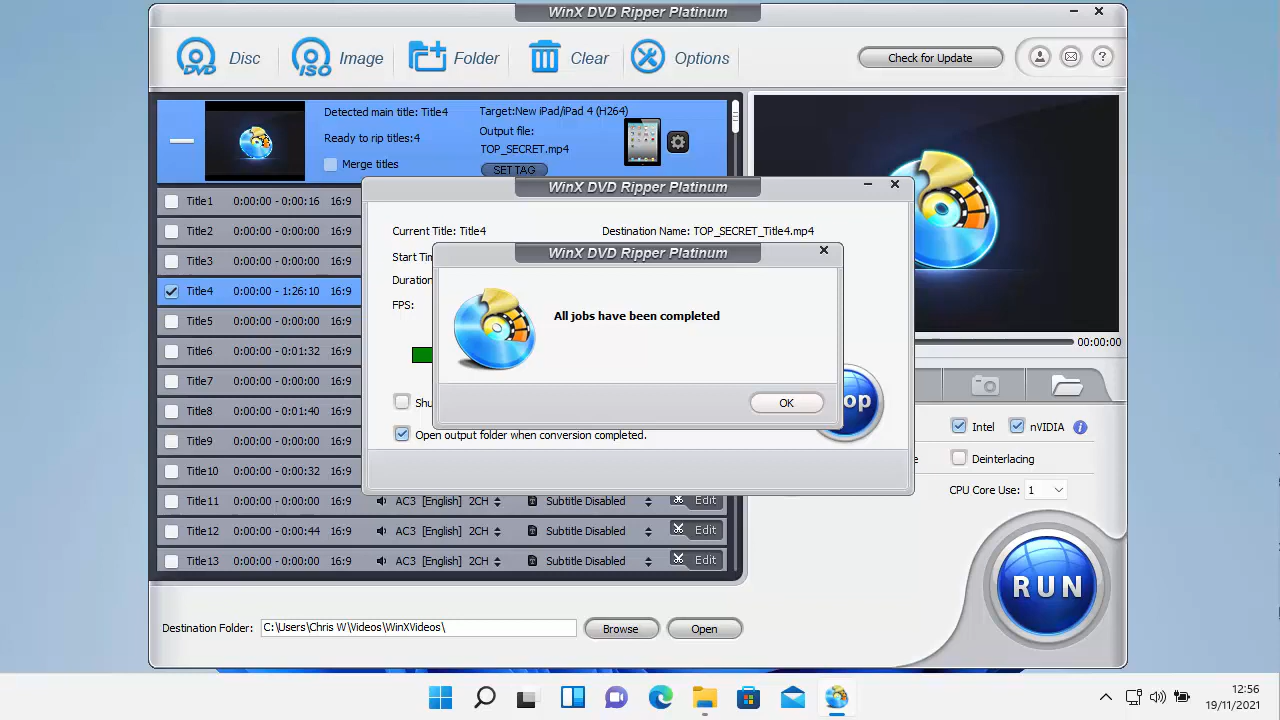 WinX DVD Ripper Platinum
DVD Disc
ISO Image
Folder
Clear
Options
Check for Update
?
Detected main title: Title4
Ready to rip titles:4
Merge titles
Target:New iPad/iPad 4 (H264)
Output file:
TOP_SECRET.mp4
SET TAG
Title1 0:00:00 - 0:00:16 16:9
Title2 0:00:00 - 0:00:00 16:9
Title3 0:00:00 - 0:00:00 16:9
Title4 0:00:00 - 1:26:10 16:9
Title5 0:00:00 - 0:00:00 16:9
Title6 0:00:00 - 0:01:32 16:9
Title7 0:00:00 - 0:00:00 16:9
Title8 0:00:00 - 0:01:40 16:9
Title9 0:00:00 - 0:00:00 16:9
Title10 0:00:00 - 0:00:32 16:9
Title11 0:00:00 - 0:00:00 16:9 AC3 [English] 2CH Subtitle Disabled Edit
Title12 0:00:00 - 0:00:44 16:9 AC3 [English] 2CH Subtitle Disabled Edit
Title13 0:00:00 - 0:00:00 16:9 AC3 [English] 2CH Subtitle Disabled Edit
WinX DVD Ripper Platinum
Current Title: Title4
Destination Name: TOP_SECRET_Title4.mp4
Start Tim
Duration
FPS:
Shu
Open output folder when conversion completed.
op
WinX DVD Ripper Platinum
All jobs have been completed
OK
00:00:00
Intel
nVIDIA
i
e
Deinterlacing
CPU Core Use: 1
RUN
Destination Folder: C:\Users\Chris W\Videos\WinXVideos\
Browse
Open
12:56
19/11/2021